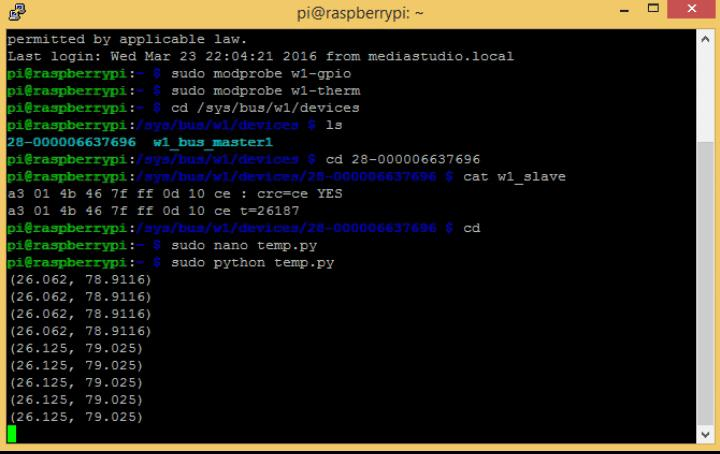 pi@raspberrypi: ~
permitted by applicable law.
Last login: Wed Mar 23 22:04:21 2016 from mediastudio.local
pi@raspberrypi:~ $ sudo modprobe w1-gpio
pi@raspberrypi:~ $ sudo modprobe w1-therm
pi@raspberrypi:~ $ cd /sys/bus/w1/devices
pi@raspberrypi:/sys/bus/w1/devices $ ls
28-000006637696  w1_bus_master1
pi@raspberrypi:/sys/bus/w1/devices $ cd 28-000006637696
pi@raspberrypi:/sys/bus/w1/devices/28-000006637696 $ cat w1_slave
a3 01 4b 46 7f ff 0d 10 ce : crc=ce YES
a3 01 4b 46 7f ff 0d 10 ce t=26187
pi@raspberrypi:/sys/bus/w1/devices/28-000006637696 $ cd
pi@raspberrypi:~ $ sudo nano temp.py
pi@raspberrypi:~ $ sudo python temp.py
(26.062, 78.9116)
(26.062, 78.9116)
(26.062, 78.9116)
(26.062, 78.9116)
(26.125, 79.025)
(26.125, 79.025)
(26.125, 79.025)
(26.125, 79.025)
(26.125, 79.025)